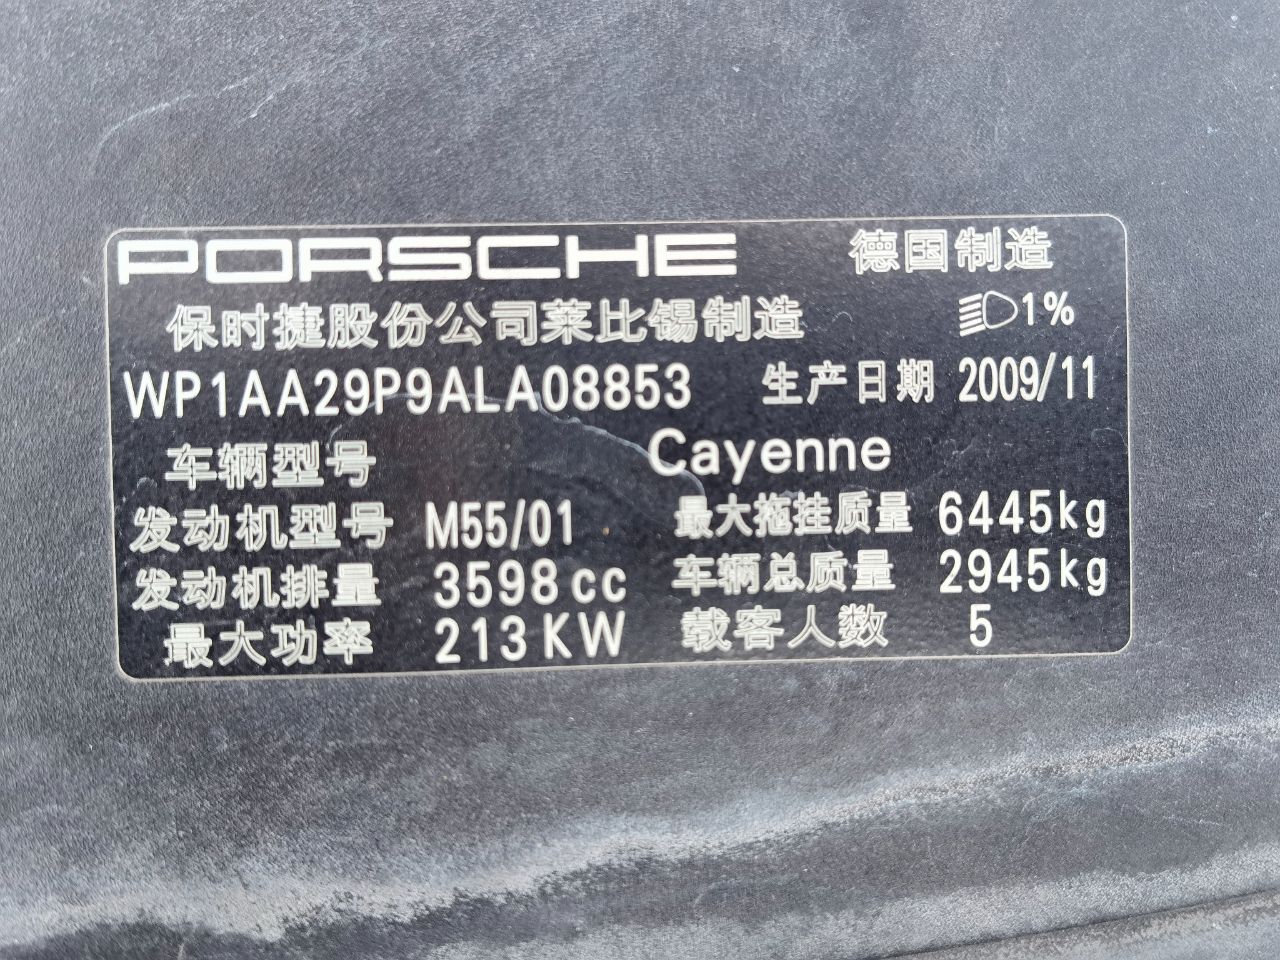 PORSCHE 德国制造
保时捷股份公司莱比锡制造 1%
WP1AA29P9ALA08853 生产日期 2009/11
车辆型号 Cayenne
发动机型号 M55/01 最大拖挂质量 6445kg
发动机排量 3598cc 车辆总质量 2945kg
最大功率 213KW 载客人数 5